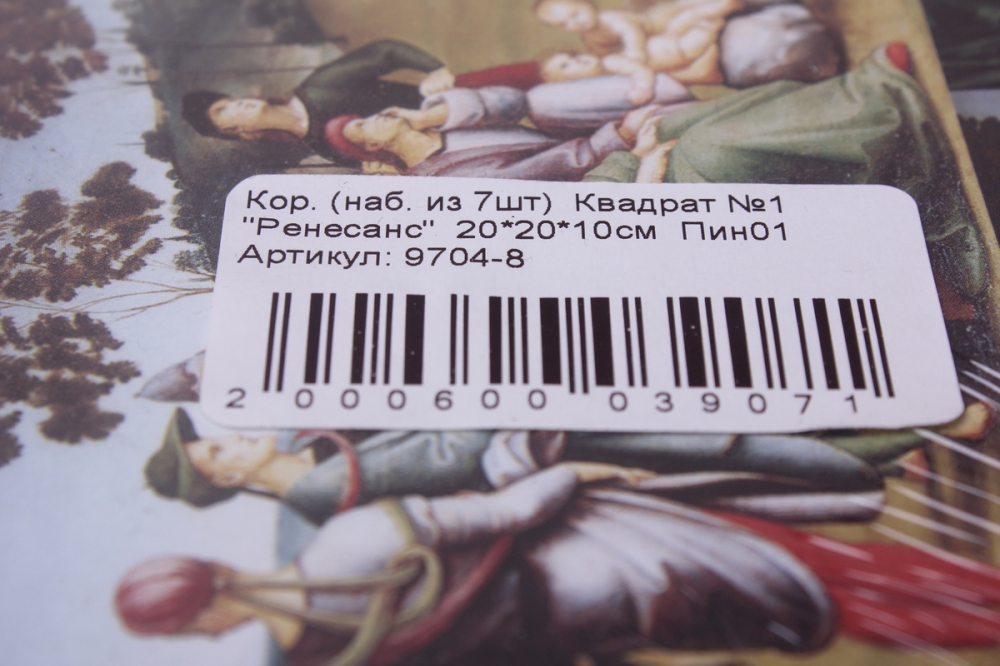 Кор. (наб. из 7шт) Квадрат №1
"Ренесанс" 20*20*10см Пин01
Артикул: 9704-8
2 000600 039071